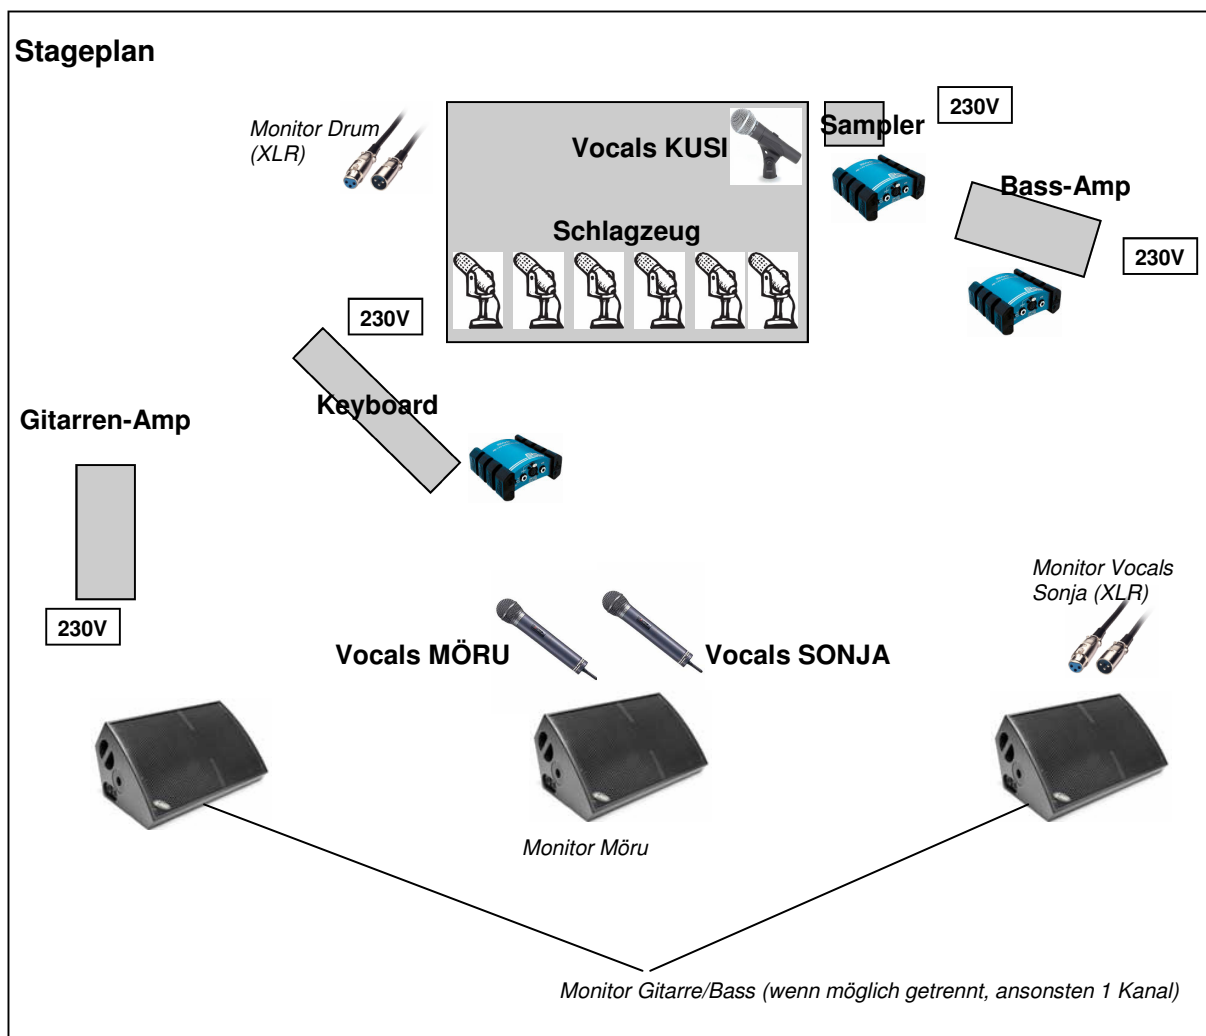 Stageplan
Monitor Drum
(XLR)
Vocals KUSI
Sampler
230V
Bass-Amp
230V
Schlagzeug
230V
Keyboard
Gitarren-Amp
230V
Monitor Vocals
Sonja (XLR)
Vocals MÖRU
Vocals SONJA
Monitor Möru
Monitor Gitarre/Bass (wenn möglich getrennt, ansonsten 1 Kanal)